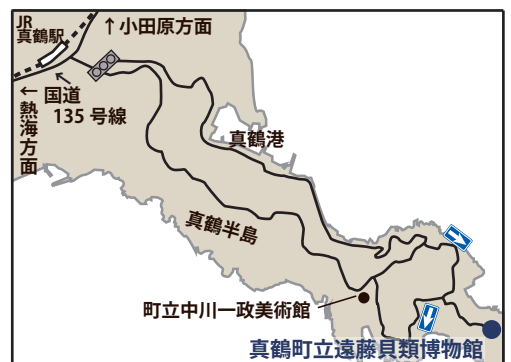 JR
真鶴駅
↑小田原方面
国道
135 号線
←熱海方面
真鶴港
真鶴半島
町立中川一政美術館
真鶴町立遠藤貝類博物館